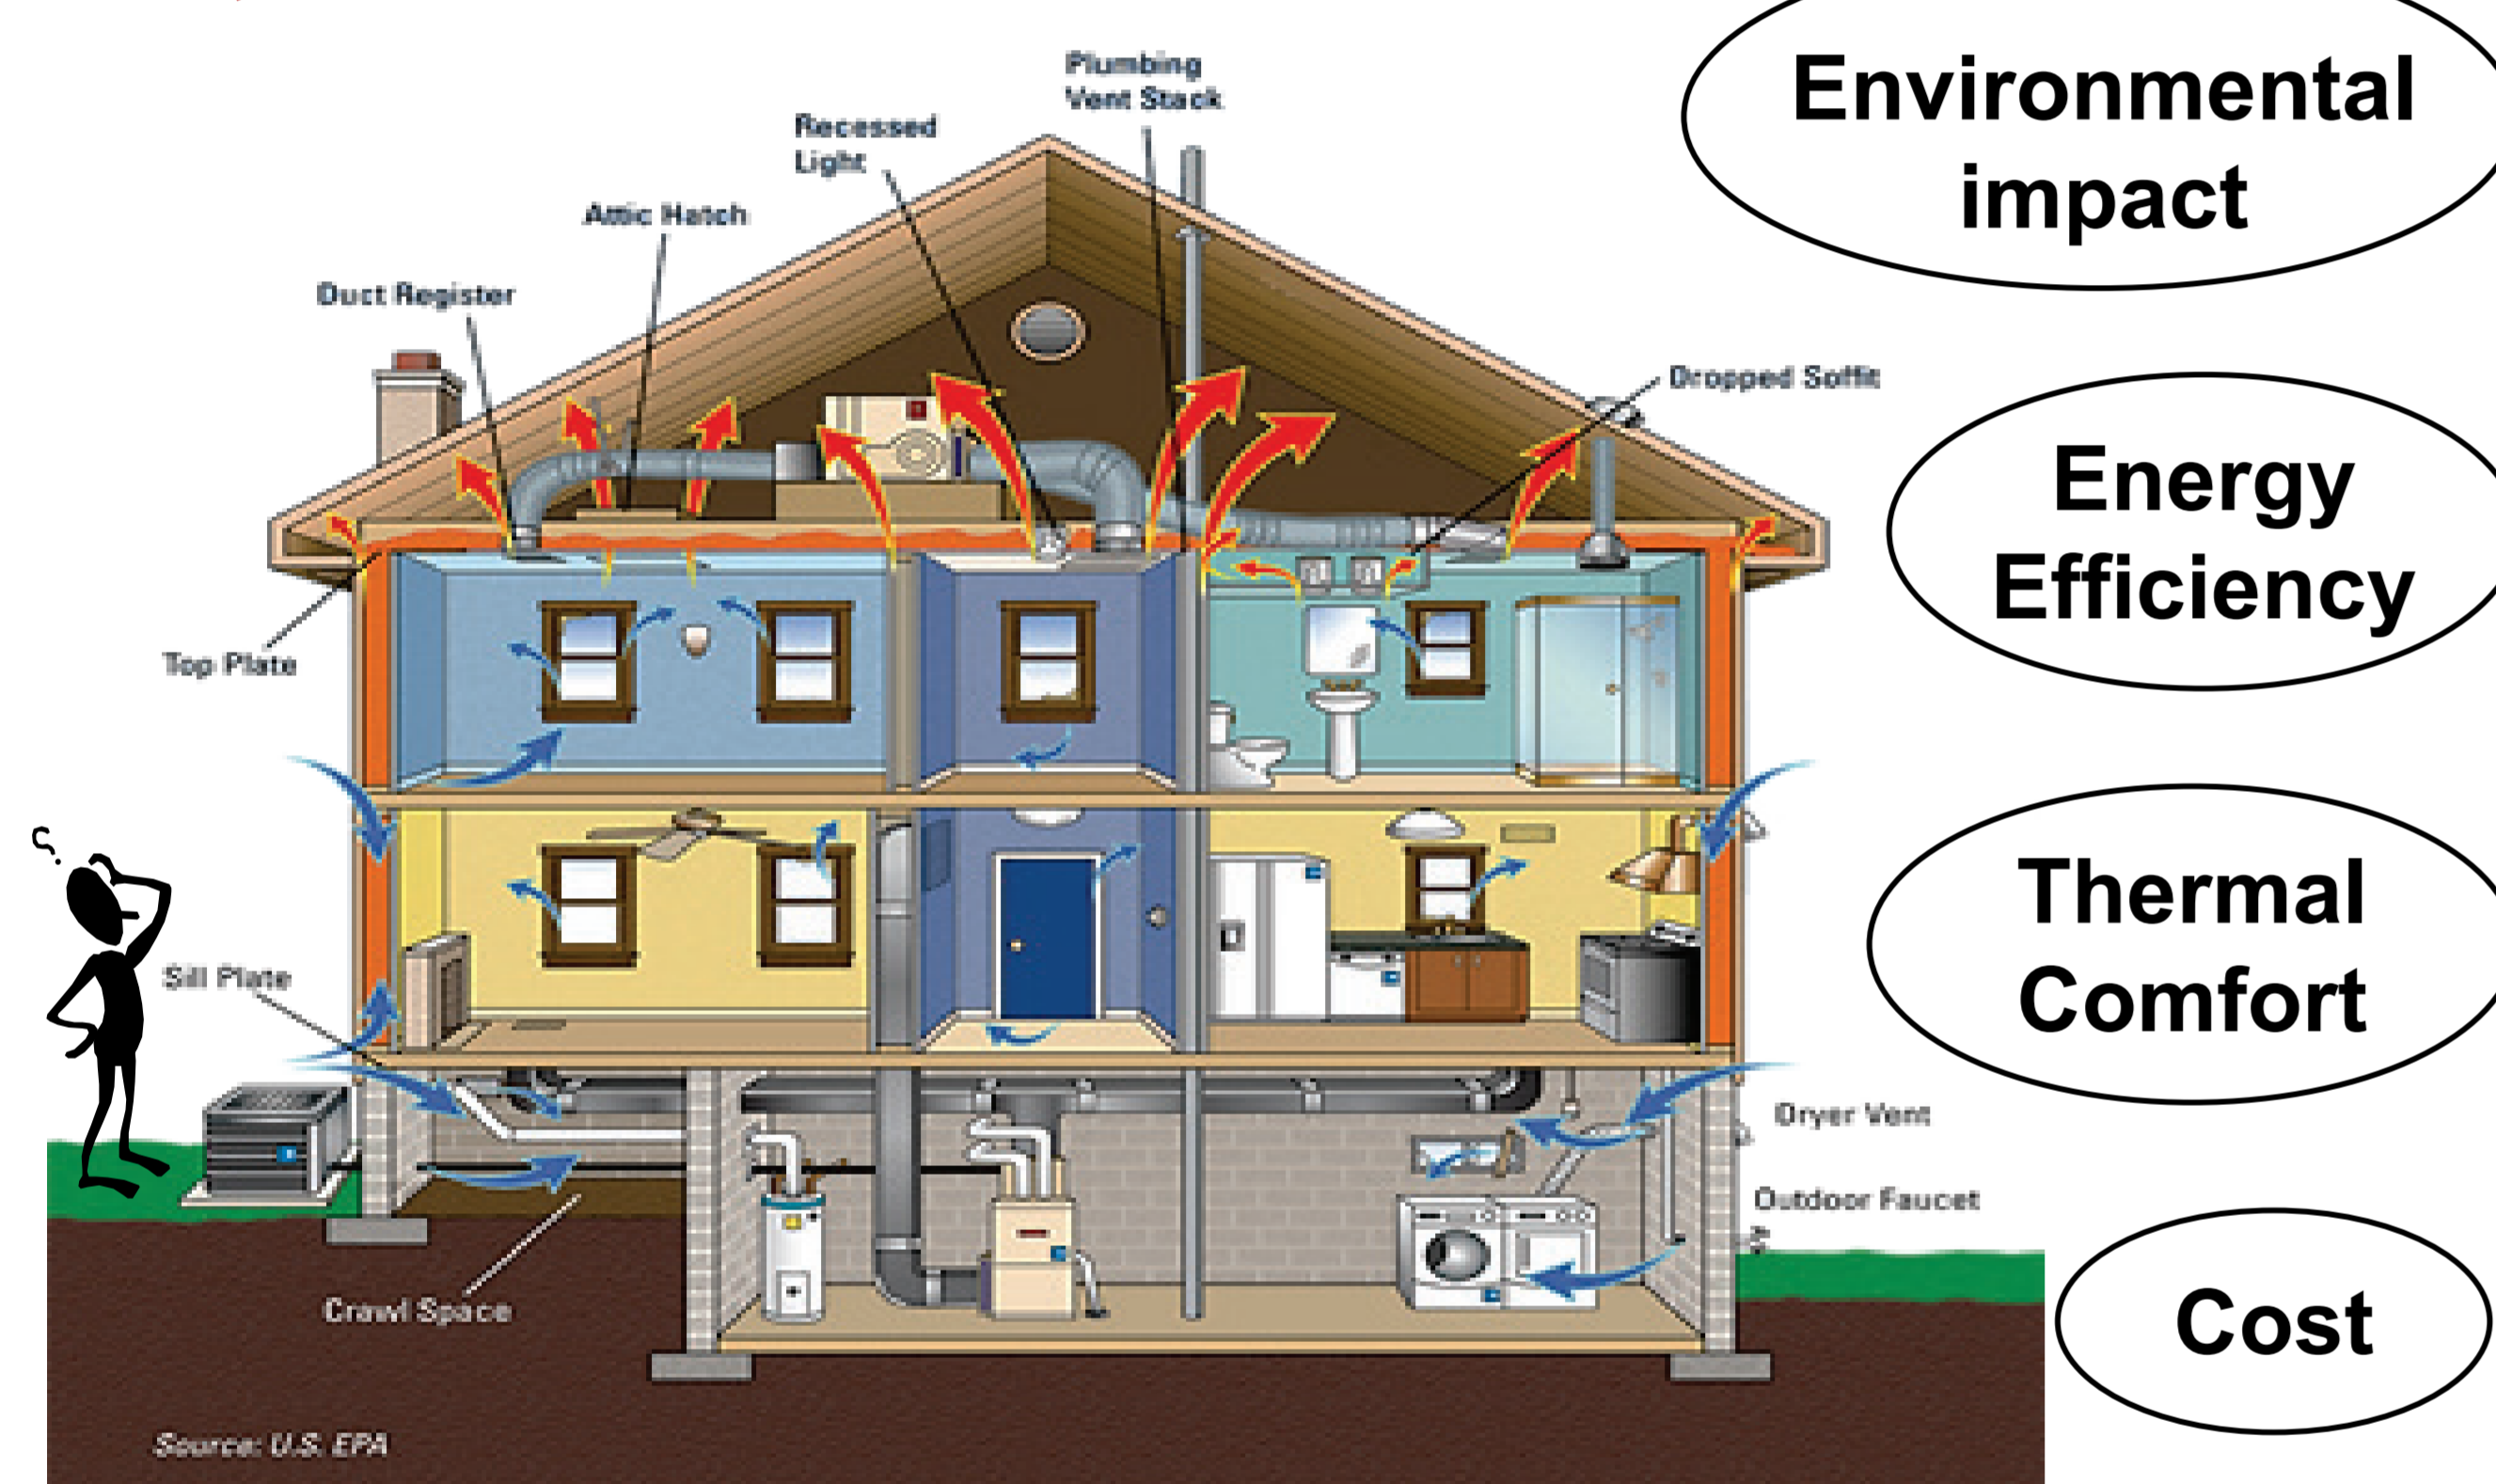 Environmental
impact
Plumbing
Vent Stack
Recessed
Light
Attic Hatch
Duct Register
Dropped Soffit
Energy
Efficiency
Top Plate
?
Thermal
Comfort
Sill Plate
Dryer Vent
Outdoor Faucet
Crawl Space
Cost
Source: U.S. EPA